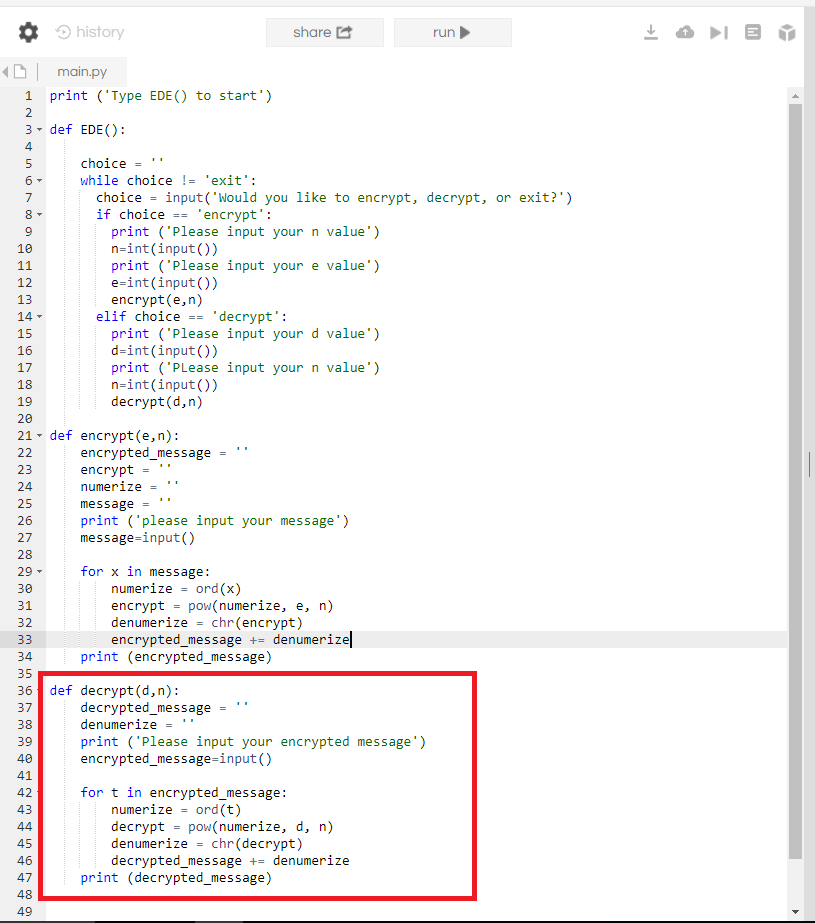 history
share
run
main.py
1 print ('Type EDE() to start')
2
3 def EDE():
4
5     choice = ''
6     while choice != 'exit':
7       choice = input('Would you like to encrypt, decrypt, or exit?')
8       if choice == 'encrypt':
9         print ('Please input your n value')
10         n=int(input())
11         print ('Please input your e value')
12         e=int(input())
13         encrypt(e,n)
14       elif choice == 'decrypt':
15         print ('Please input your d value')
16         d=int(input())
17         print ('PLease input your n value')
18         n=int(input())
19         decrypt(d,n)
20
21 def encrypt(e,n):
22     encrypted_message = ''
23     encrypt = ''
24     numerize = ''
25     message = ''
26     print ('please input your message')
27     message=input()
28
29     for x in message:
30         numerize = ord(x)
31         encrypt = pow(numerize, e, n)
32         denumerize = chr(encrypt)
33         encrypted_message += denumerize
34     print (encrypted_message)
35
36 def decrypt(d,n):
37     decrypted_message = ''
38     denumerize = ''
39     print ('Please input your encrypted message')
40     encrypted_message=input()
41
42     for t in encrypted_message:
43         numerize = ord(t)
44         decrypt = pow(numerize, d, n)
45         denumerize = chr(decrypt)
46         decrypted_message += denumerize
47     print (decrypted_message)
48
49